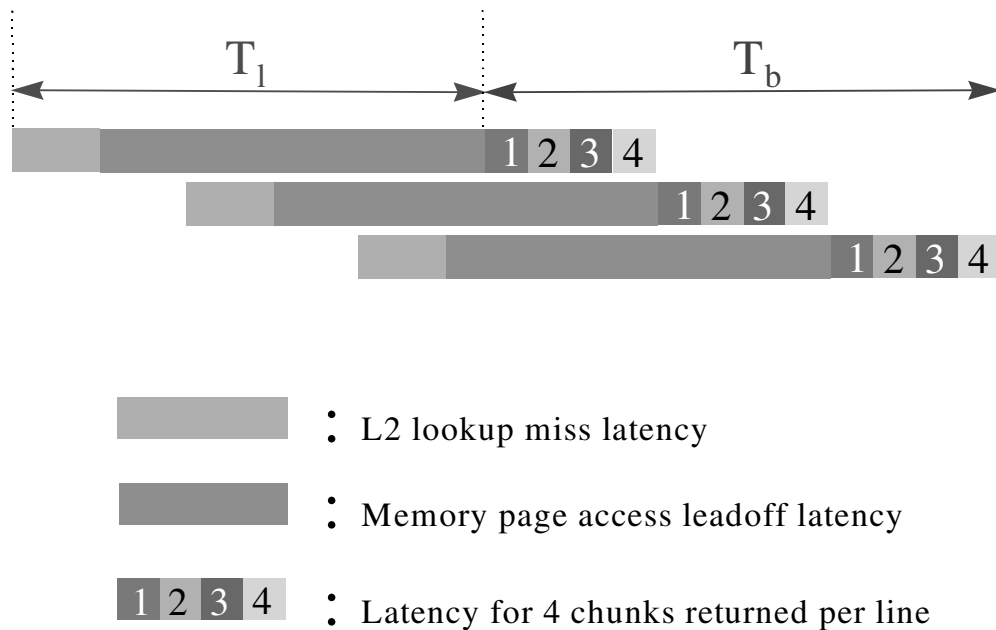 T_l T_b
1 2 3 4
1 2 3 4
1 2 3 4
: L2 lookup miss latency
: Memory page access leadoff latency
1 2 3 4 : Latency for 4 chunks returned per line